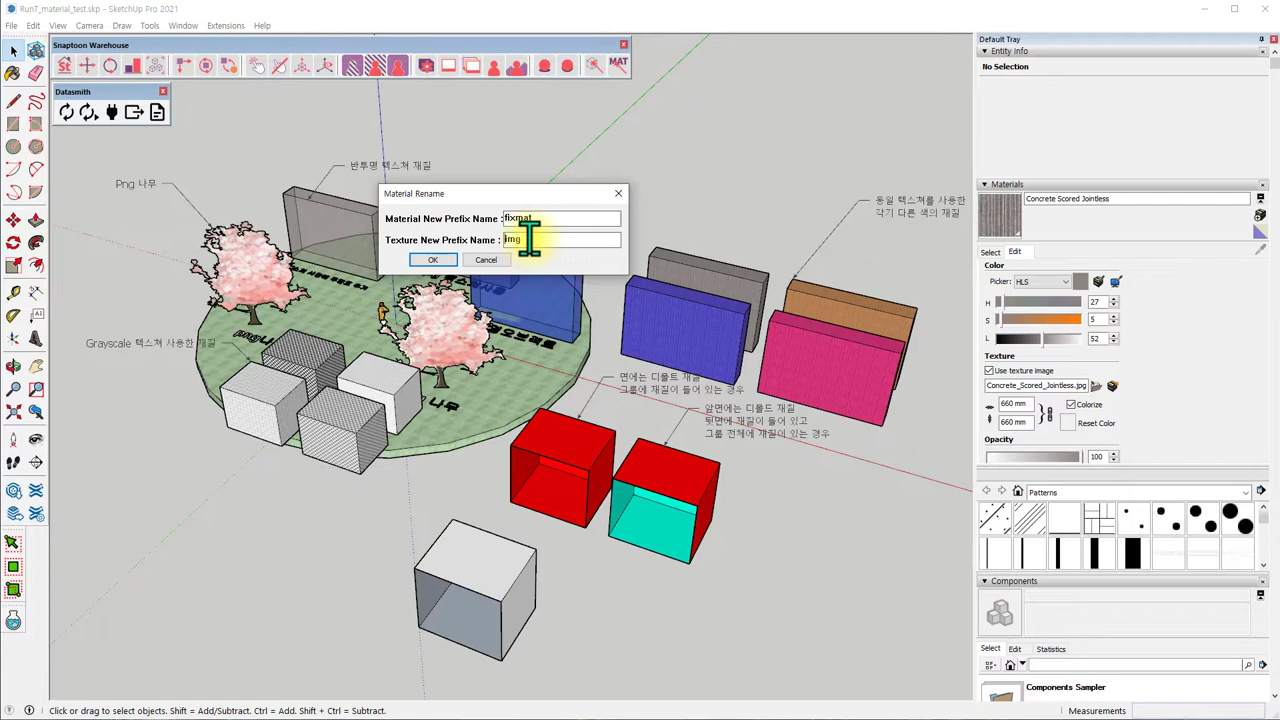 RunT_material_test.skp - SketchUp Pro 2021
File Edit View Camera Draw Tools Window Extensions Help
Snaptoon Warehouse
St
MAT
Datasmith
Default Tray
Entity Info
No Selection
Materials
Concrete Scored Jointless
Select Edit
Color
Picker: HLS
H 27
S 5
L 52
Texture
Use texture image
Concrete_Scored_Jointless.jpg
660 mm
Colorize
660 mm
Reset Color
Opacity
100
Patterns
Components
Select Edit Statistics
Components Sampler
Material Rename
Material New Prefix Name : fixmat
Texture New Prefix Name : img
OK Cancel
반투명 텍스쳐 재질
Png 나무
동일 텍스쳐를 사용한
각기 다른 색의 재질
Grayscale 텍스쳐 사용한 재질
나무
면에는 디폴트 재질
그룹에 재질이 들어 있는 경우
앞면에는 디폴드 재질
뒷면에 재질이 들어 있고
그룹 전체에 재질이 있는 경우
Click or drag to select objects. Shift = Add/Subtract. Ctrl = Add. Shift + Ctrl = Subtract.
Measurements